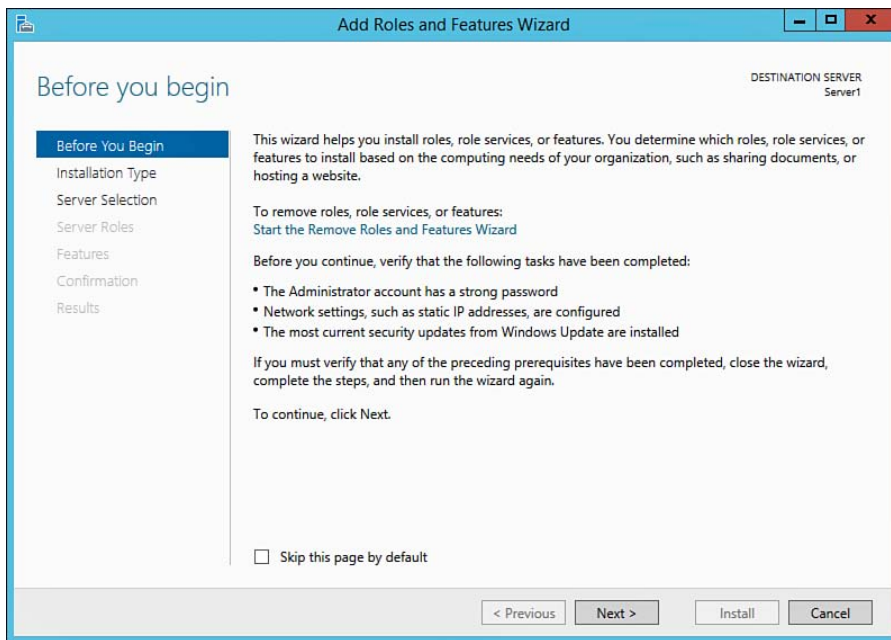 Add Roles and Features Wizard
Before you begin
DESTINATION SERVER
Server1
Before You Begin
Installation Type
Server Selection
Server Roles
Features
Confirmation
Results
This wizard helps you install roles, role services, or features. You determine which roles, role services, or
features to install based on the computing needs of your organization, such as sharing documents, or
hosting a website.
To remove roles, role services, or features:
Start the Remove Roles and Features Wizard
Before you continue, verify that the following tasks have been completed:
• The Administrator account has a strong password
• Network settings, such as static IP addresses, are configured
• The most current security updates from Windows Update are installed
If you must verify that any of the preceding prerequisites have been completed, close the wizard,
complete the steps, and then run the wizard again.
To continue, click Next.
Skip this page by default
< Previous
Next >
Install
Cancel